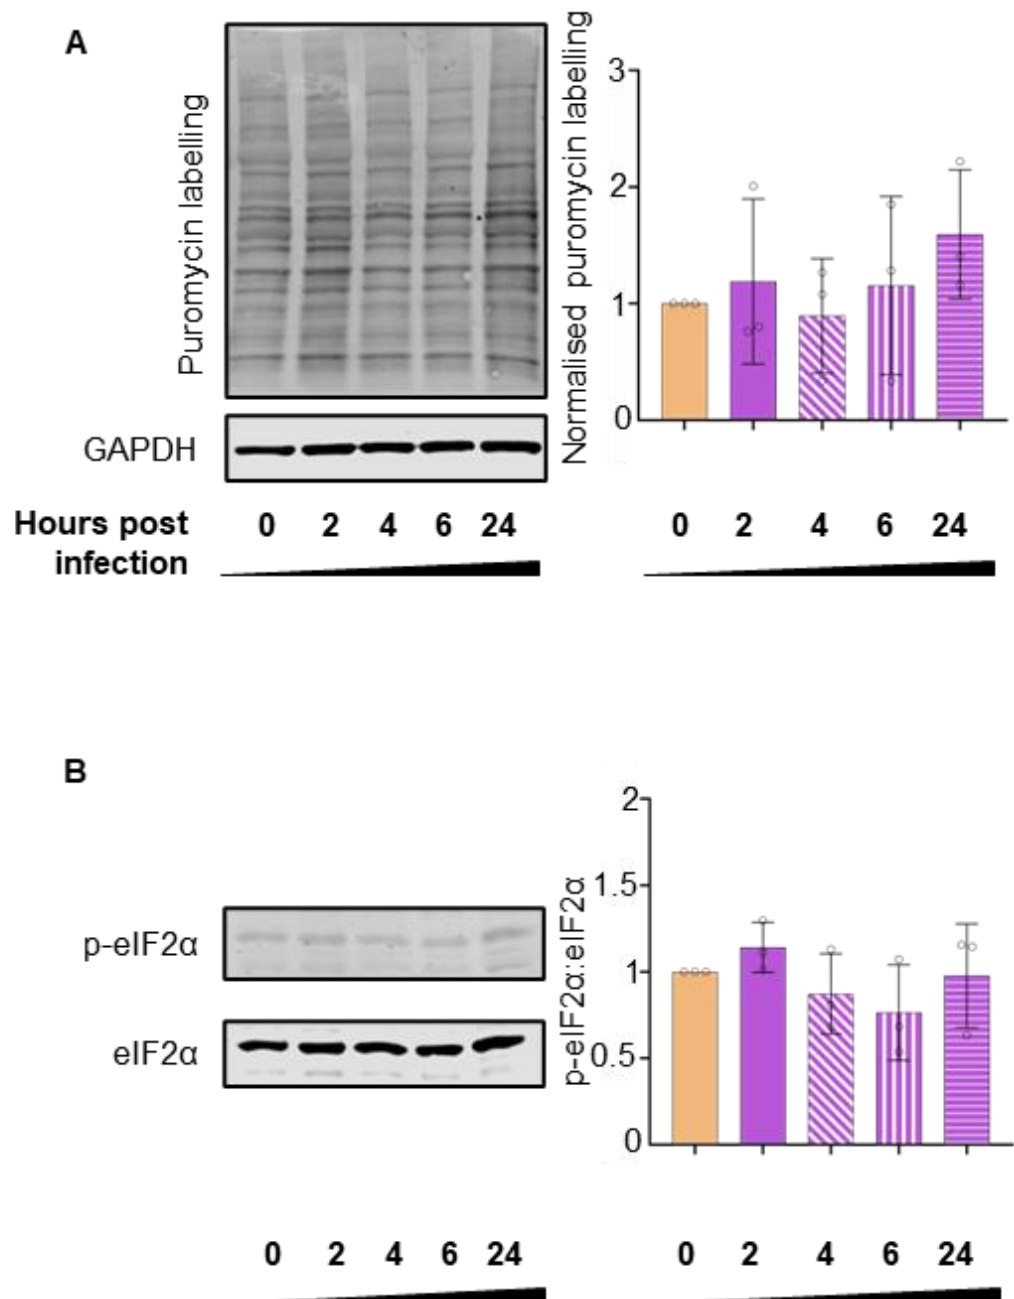 A
Puromycin labelling
GAPDH
Hours post
infection
0 2 4 6 24
Normalised puromycin labelling
3
2
1
0
0 2 4 6 24
B
p-eIF2α
eIF2α
0 2 4 6 24
p-eIF2α:eIF2α
2
1.5
1
0.5
0
0 2 4 6 24